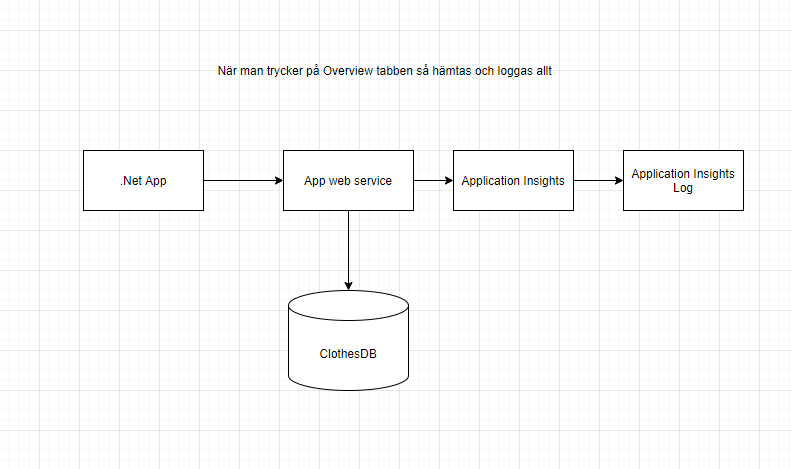 När man trycker på Overview tabben så hämtas och loggas allt
.Net App
App web service
Application Insights
Application Insights
Log
ClothesDB